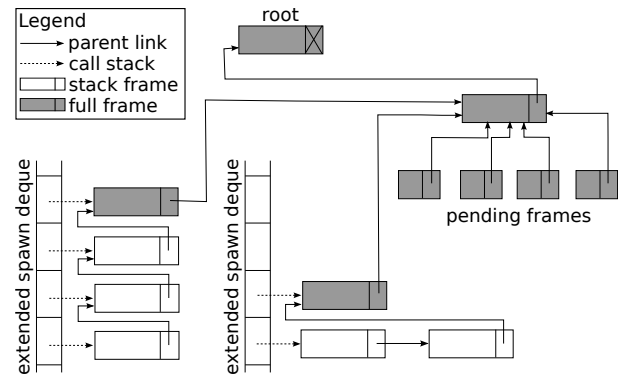 Legend
parent link
call stack
stack frame
full frame
root
pending frames
extended spawn deque
extended spawn deque